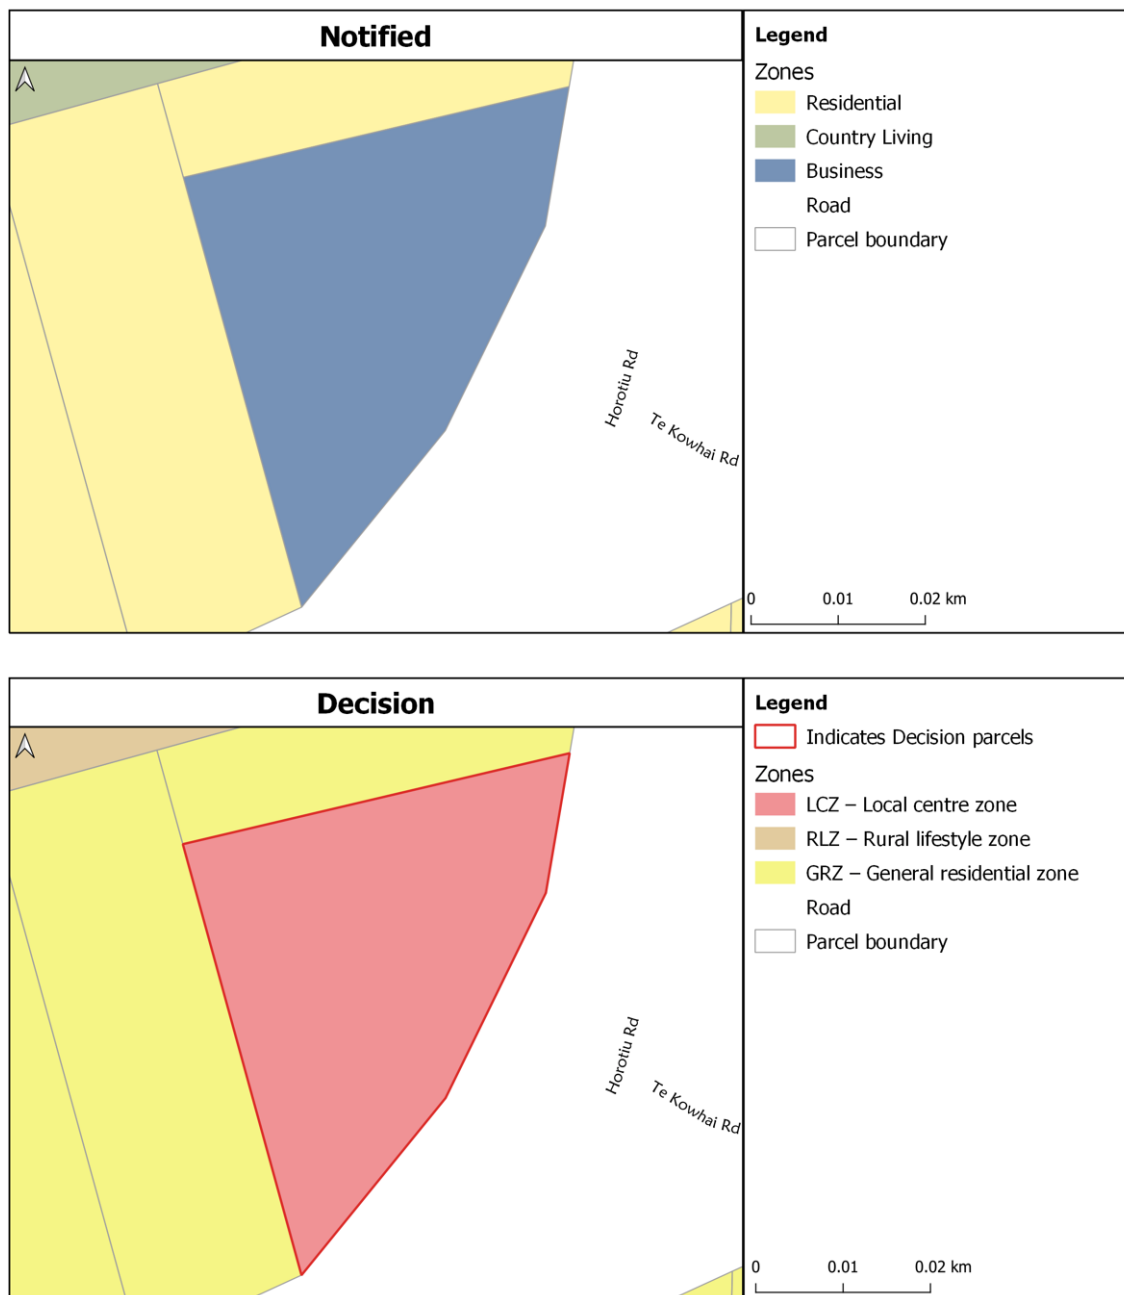 Notified
Legend
Zones
Residential
Country Living
Business
Road
Parcel boundary
Horotiu Rd
Te Kowhai Rd
0 0.01 0.02 km
Decision
Legend
Indicates Decision parcels
Zones
LCZ – Local centre zone
RLZ – Rural lifestyle zone
GRZ – General residential zone
Road
Parcel boundary
Horotiu Rd
Te Kowhai Rd
0 0.01 0.02 km